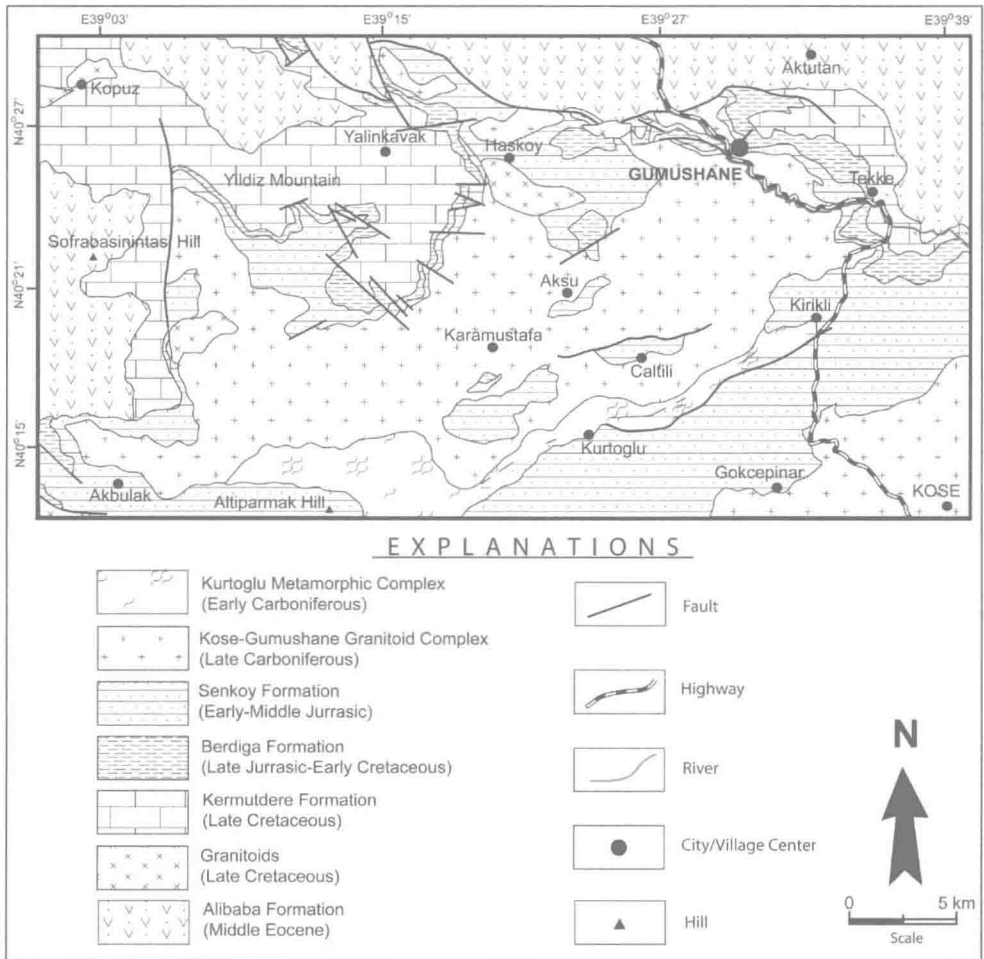 E39°03'
E39°15'
E39°27'
E39°39'
N40°27'
N40°21'
N40°15'
Aktutan
Kopuz
Yalinkavak
Haskoy
GUMUSHANE
Yildiz Mountain
Tekke
Sofrabasinintas Hill
Aksu
Kirikli
Karamustafa
Caltili
Kurtoglu
Gokcepinar
Akbulak
Altiparmak Hill
KOSE
EXPLANATIONS
Kurtoglu Metamorphic Complex
(Early Carboniferous)
Kose-Gumushane Granitoid Complex
(Late Carboniferous)
Senkoy Formation
(Early-Middle Jurrasic)
Berdiga Formation
(Late Jurrasic-Early Cretaceous)
Kermutdere Formation
(Late Cretaceous)
Granitoids
(Late Cretaceous)
Alibaba Formation
(Middle Eocene)
Fault
Highway
River
City/Village Center
Hill
N
0 5 km
Scale